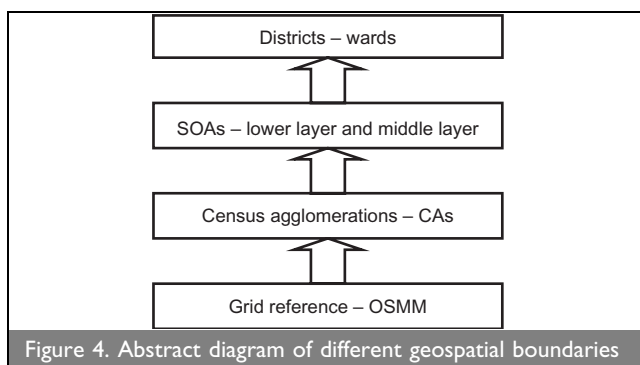 Districts – wards
SOAs – lower layer and middle layer
Census agglomerations – CAs
Grid reference – OSMM
Figure 4. Abstract diagram of different geospatial boundaries